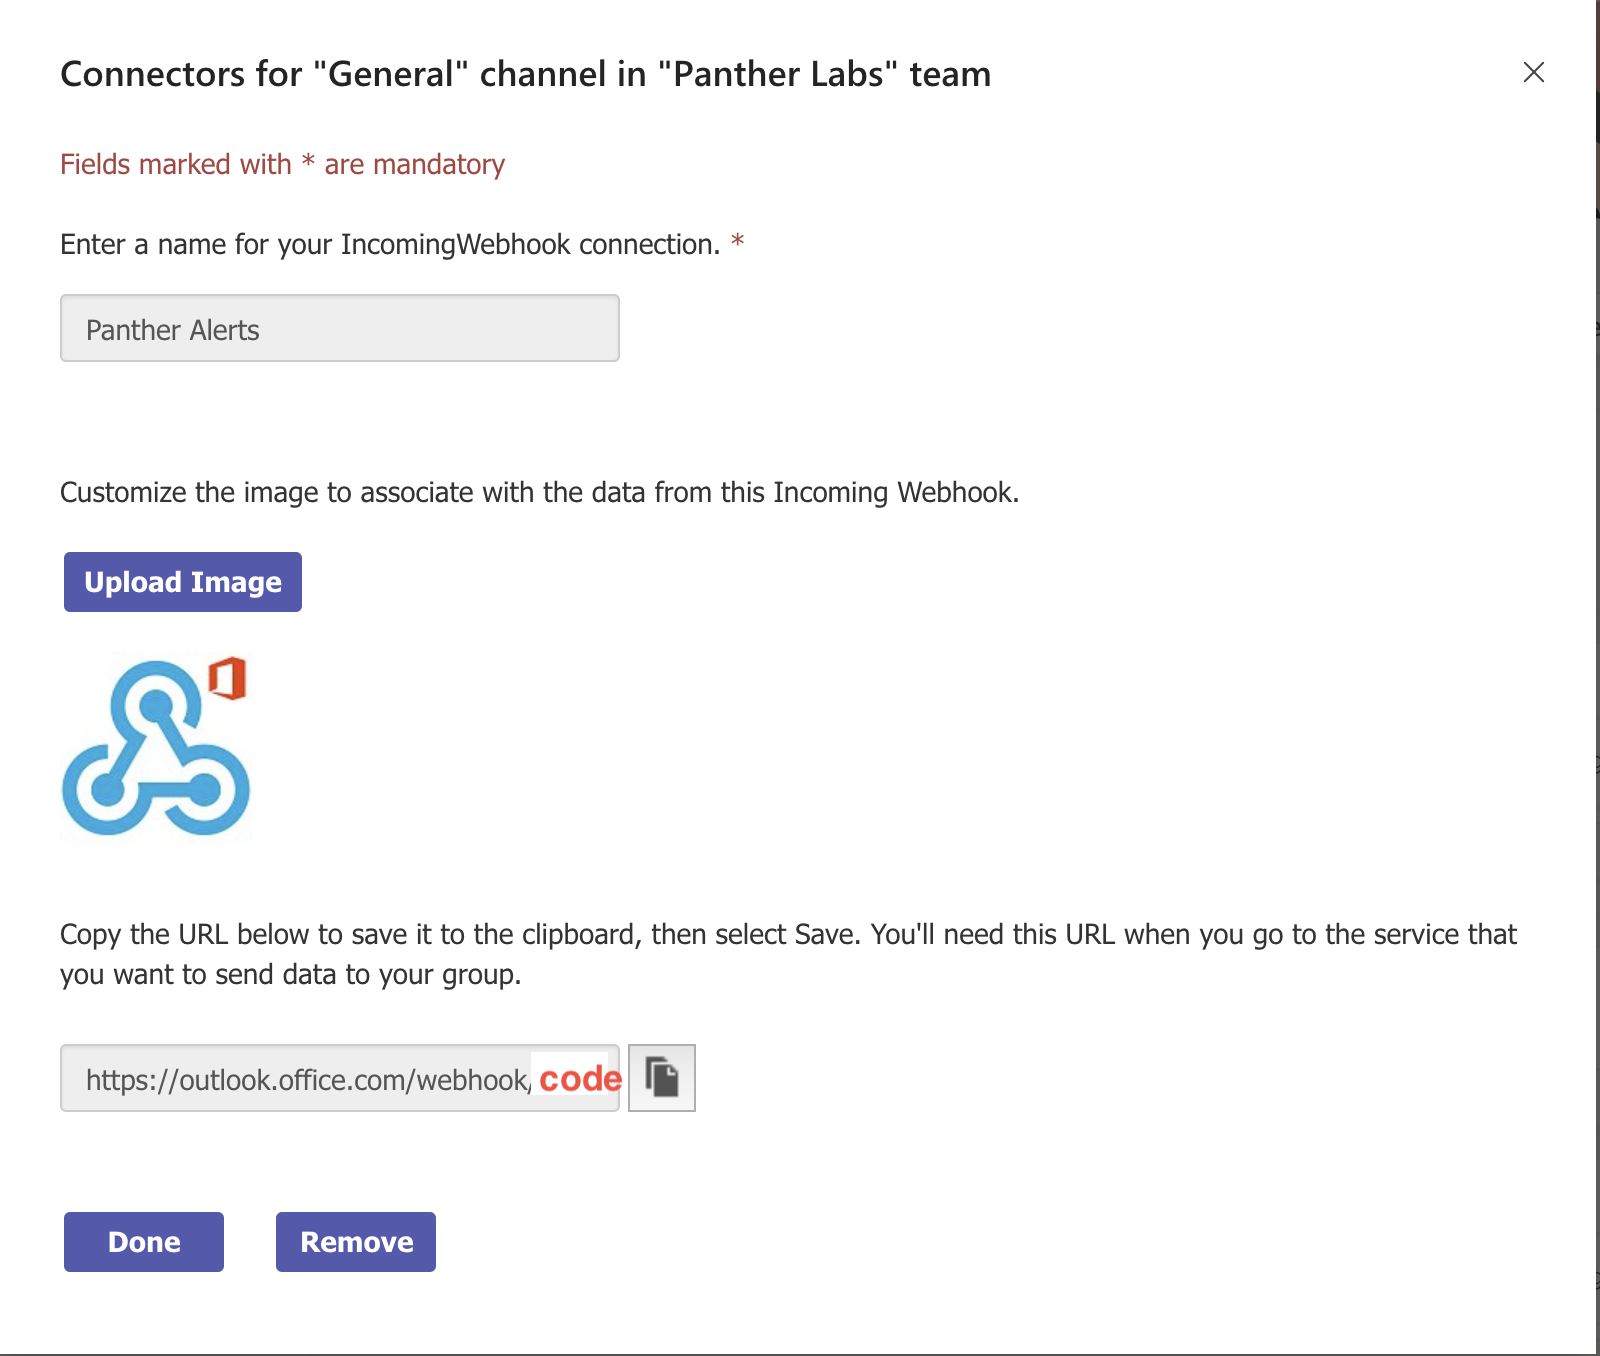 Connectors for "General" channel in "Panther Labs" team
Fields marked with * are mandatory
Enter a name for your IncomingWebhook connection. *
Panther Alerts
Customize the image to associate with the data from this Incoming Webhook.
Upload Image
Copy the URL below to save it to the clipboard, then select Save. You'll need this URL when you go to the service that
you want to send data to your group.
https://outlook.office.com/webhook/ code
Done Remove